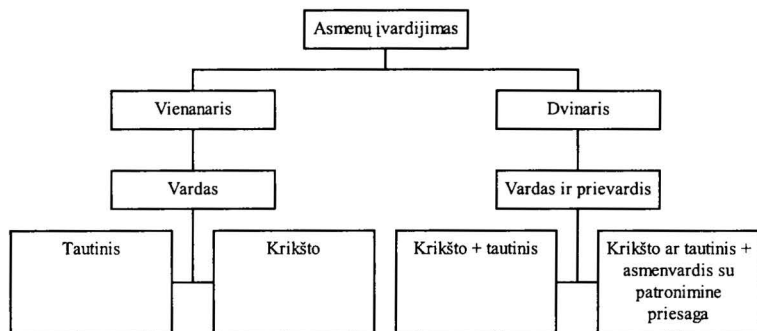 Asmenų įvardijimas
Vienanaris
Dvinaris
Vardas
Vardas ir prievardis
Tautinis
Krikšto
Krikšto + tautinis
Krikšto ar tautinis +
asmenvardis su
patronimine
priesaga